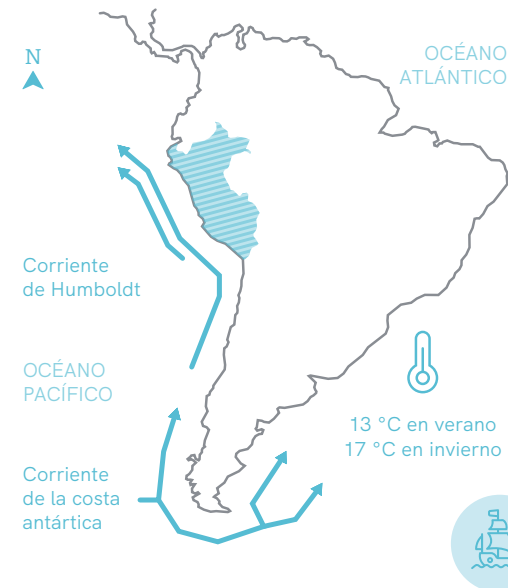 N
OCÉANO
ATLÁNTICO
Corriente
de Humboldt
OCÉANO
PACÍFICO
13 °C en verano
17 °C en invierno
Corriente
de la costa
antártica